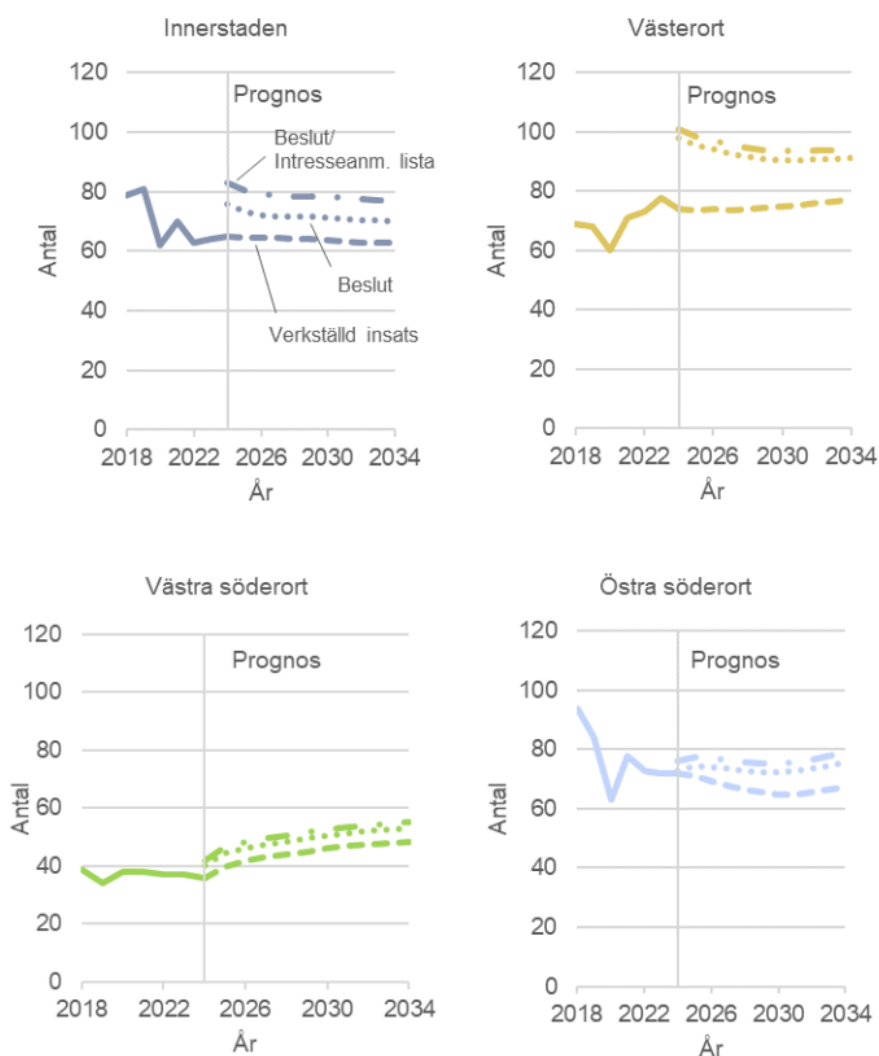 Innerstaden
120
100
80
60
40
20
0
Antal
Prognos
Beslut/
Intresseanm. lista
Beslut
Verkställd insats
2018 2022 2026 2030 2034
År
Västerort
120
100
80
60
40
20
0
Antal
Prognos
2018 2022 2026 2030 2034
År
Västra söderort
120
100
80
60
40
20
0
Antal
Prognos
2018 2022 2026 2030 2034
År
Östra söderort
120
100
80
60
40
20
0
Antal
Prognos
2018 2022 2026 2030 2034
År